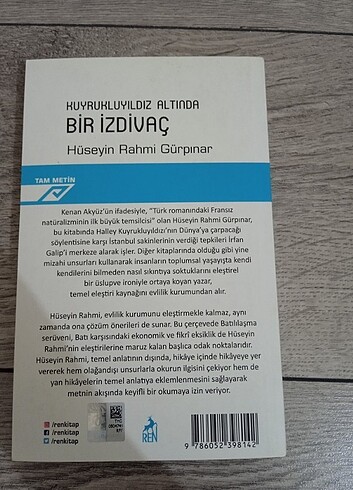 KUYRUKLUYILDIZ ALTINDA
BİR İZDİVAÇ
Hüseyin Rahmi Gürpınar
TAM METİN
Kenan Akyüz'ün ifadesiyle, "Türk romanındaki Fransız
natüralizminin ilk büyük temsilcisi" olan Hüseyin Rahmi Gürpınar,
bu kitabında Halley Kuyrukluyıldızı'nın Dünya'ya çarpacağı
söylentisine karşı İstanbul sakinlerinin verdiği tepkileri İrfan
Galip'i merkeze alarak işler. Diğer kitaplarında olduğu gibi yine
mizahi unsurları kullanarak insanların toplumsal yaşayışta kendi
kendilerini bilmeden nasıl sıkıntıya soktuklarını eleştirel
bir üslupve ironiyle ortaya koyan yazar,
temel eleştiri kaynağını evlilik kurumundan alır.
Hüseyin Rahmi, evlilik kurumunu eleştirmekle kalmaz, aynı
zamanda ona çözüm önerileri de sunar. Bu çerçevede Batılılaşma
serüveni, Batı karşısındaki ekonomik ve fikrî eksiklik de Hüseyin
Rahmi'nin eleştirilerine maruz kalan başlıca odak noktalarıdır.
Hüseyin Rahmi, temel anlatının dışında, hikâye içinde hikâyeye yer
vererek hem olağandışı unsurlarla okurun ilgisini çekiyor hem de
yan hikâyelerin temel anlatıya eklemlenmesini sağlayarak
metnin akışında keyifli bir okumaya izin veriyor.
/renkitap
/renkitap
/renkitap
REN
9 786052 398142